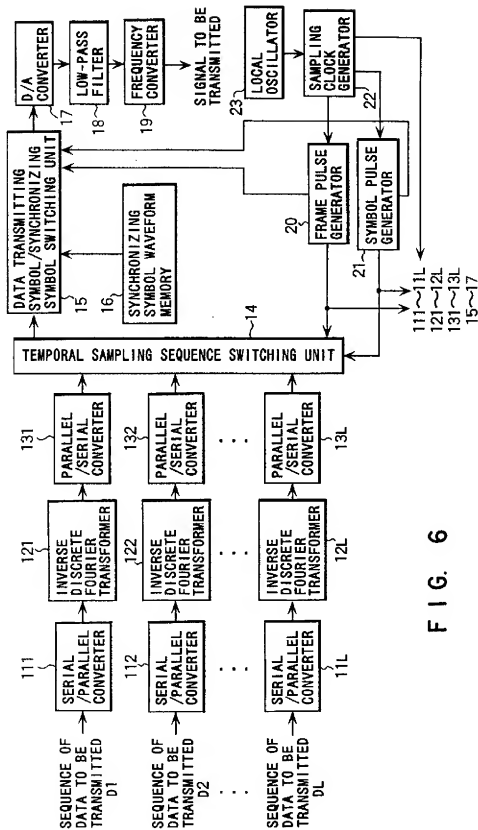 SEQUENCE OF
DATA TO BE
TRANSMITTED
D1
111
SERIAL
/PARALLEL
CONVERTER
121
INVERSE
DISCRETE
FOURIER
TRANSFORMER
131
PARALLEL
/SERIAL
CONVERTER
SEQUENCE OF
DATA TO BE
TRANSMITTED
D2
112
SERIAL
/PARALLEL
CONVERTER
122
INVERSE
DISCRETE
FOURIER
TRANSFORMER
132
PARALLEL
/SERIAL
CONVERTER
. . .
. . .
. . .
. . .
SEQUENCE OF
DATA TO BE
TRANSMITTED
DL
11L
SERIAL
/PARALLEL
CONVERTER
12L
INVERSE
DISCRETE
FOURIER
TRANSFORMER
13L
PARALLEL
/SERIAL
CONVERTER
14
TEMPORAL SAMPLING SEQUENCE SWITCHING UNIT
15
DATA TRANSMITTING
SYMBOL/SYNCHRONIZING
SYMBOL SWITCHING UNIT
16
SYNCHRONIZING
SYMBOL WAVEFORM
MEMORY
D/A
CONVERTER
17
LOW-PASS
FILTER
18
FREQUENCY
CONVERTER
19
SIGNAL TO BE
TRANSMITTED
LOCAL
OSCILLATOR
23
SAMPLING
CLOCK
GENERATOR
22
20
FRAME PULSE
GENERATOR
21
SYMBOL PULSE
GENERATOR
111~11L
121~12L
131~13L
15~17
FIG. 6